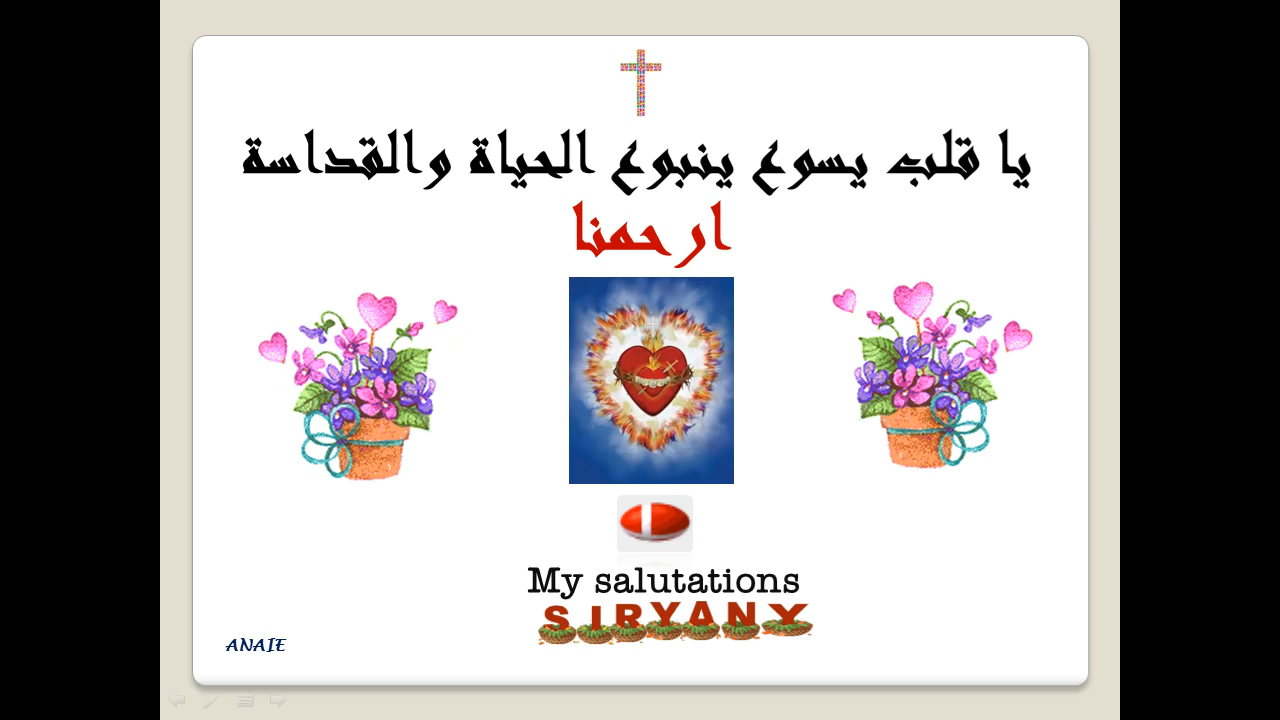 يا قلب يسوع ينبوع الحياة والقداسة
ارحمنا
My salutations
SIRYANY
ANAIE